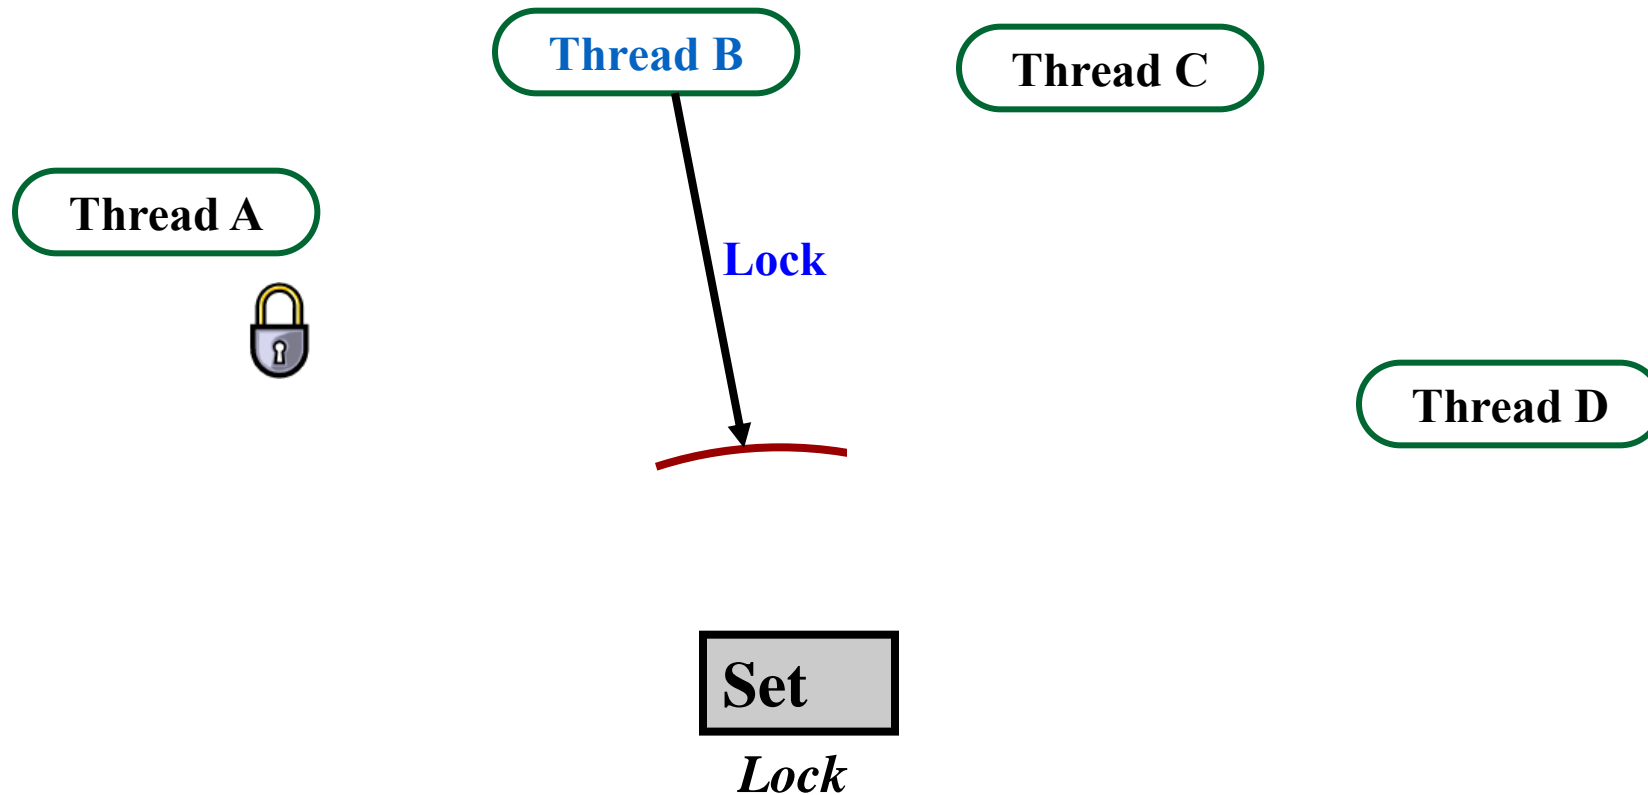 Thread B
Thread C
Thread A
Lock
Thread D
Set
Lock